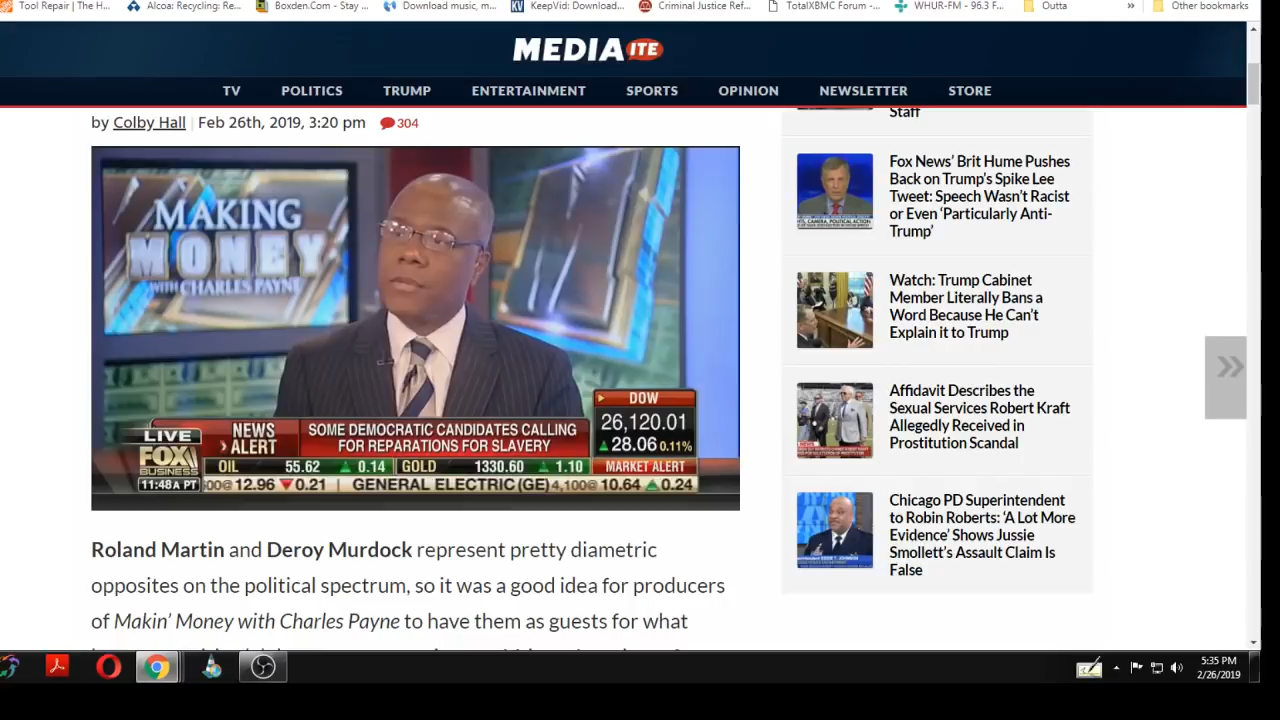 Tool Repair | The H...
Alcoa: Recycling: Re...
Boxden.Com - Stay ...
Download music, m...
KV
KeepVid: Download...
Criminal Justice Ref...
TotalXBMC Forum -...
WHUR-FM - 96.3 F...
Outta
»
Other bookmarks
MEDIA ITE
TV
POLITICS
TRUMP
ENTERTAINMENT
SPORTS
OPINION
NEWSLETTER
STORE
by Colby Hall | Feb 26th, 2019, 3:20 pm 304
MAKING
MONEY
WITH CHARLES PAYNE
LIVE
FOX
BUSINESS
11:48A PT
NEWS
ALERT
SOME DEMOCRATIC CANDIDATES CALLING
FOR REPARATIONS FOR SLAVERY
DOW
26,120.01
28.06 0.11%
OIL 55.62 0.14 GOLD 1330.60 1.10
MARKET ALERT
00@12.96 0.21 | GENERAL ELECTRIC(GE)4,100@10.64 0.24
Roland Martin and Deroy Murdock represent pretty diametric
opposites on the political spectrum, so it was a good idea for producers
of Makin’ Money with Charles Payne to have them as guests for what
Staff
Fox News’ Brit Hume Pushes
Back on Trump’s Spike Lee
Tweet: Speech Wasn’t Racist
or Even ‘Particularly Anti-
Trump’
Watch: Trump Cabinet
Member Literally Bans a
Word Because He Can’t
Explain it to Trump
Affidavit Describes the
Sexual Services Robert Kraft
Allegedly Received in
Prostitution Scandal
Chicago PD Superintendent
to Robin Roberts: ‘A Lot More
Evidence’ Shows Jussie
Smollett’s Assault Claim Is
False
5:35 PM
2/26/2019